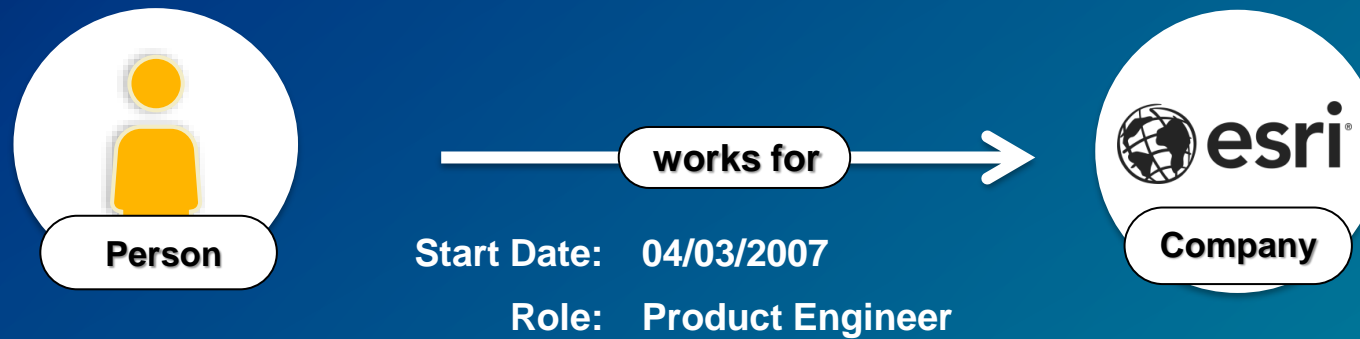 works for
esri®
Person
Company
Start Date: 04/03/2007
Role: Product Engineer